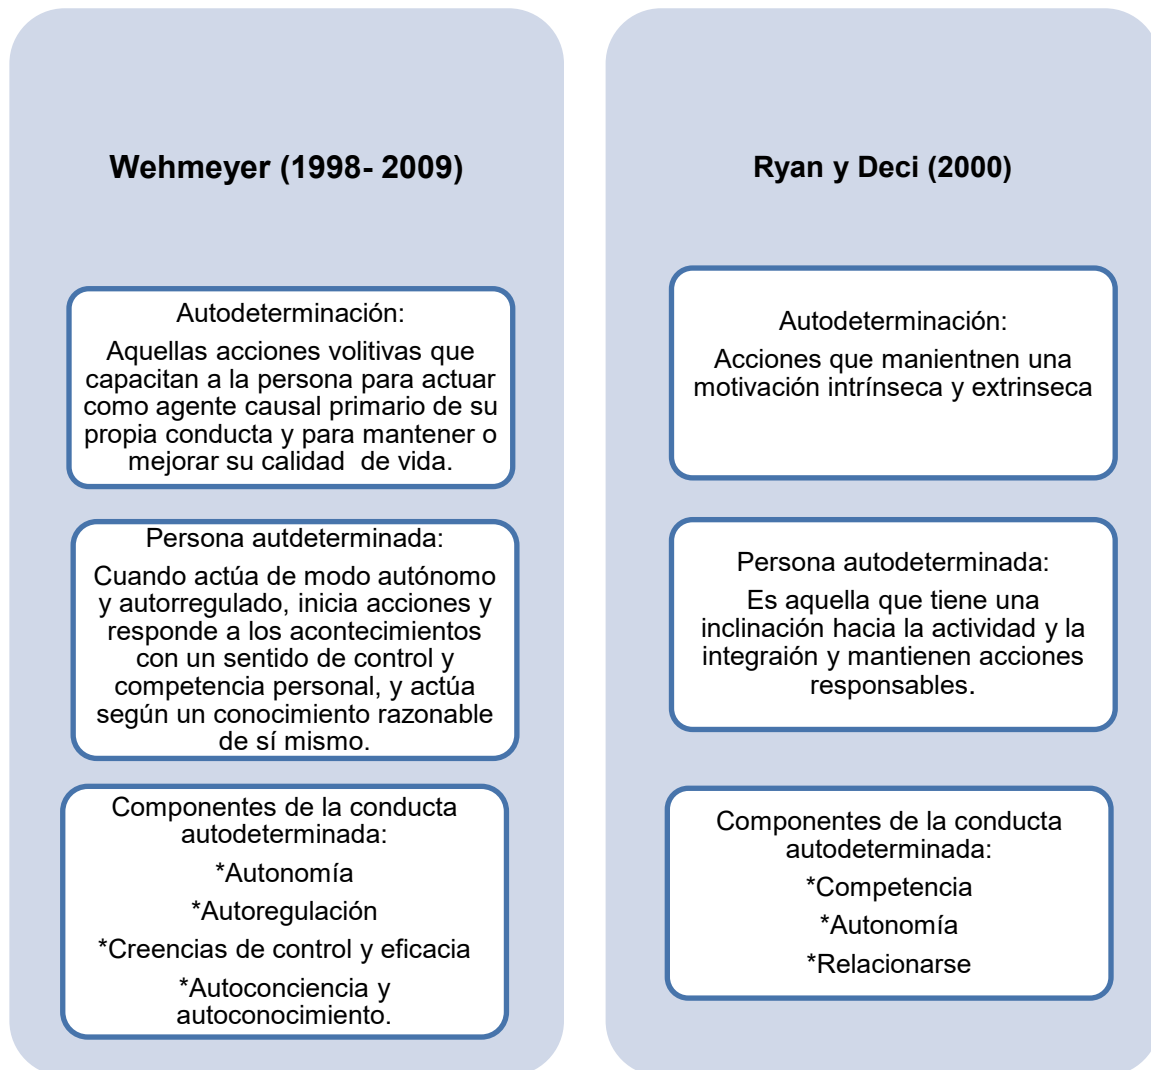 Wehmeyer (1998- 2009)
Autodeterminación:
Aquellas acciones volitivas que
capacitan a la persona para actuar
como agente causal primario de su
propia conducta y para mantener o
mejorar su calidad de vida.
Persona autdeterminada:
Cuando actúa de modo autónomo
y autorregulado, inicia acciones y
responde a los acontecimientos
con un sentido de control y
competencia personal, y actúa
según un conocimiento razonable
de sí mismo.
Componentes de la conducta
autodeterminada:
*Autonomía
*Autoregulación
*Creencias de control y eficacia
*Autoconciencia y
autoconocimiento.
Ryan y Deci (2000)
Autodeterminación:
Acciones que manientnen una
motivación intrínseca y extrinseca
Persona autodeterminada:
Es aquella que tiene una
inclinación hacia la actividad y la
integraión y mantienen acciones
responsables.
Componentes de la conducta
autodeterminada:
*Competencia
*Autonomía
*Relacionarse